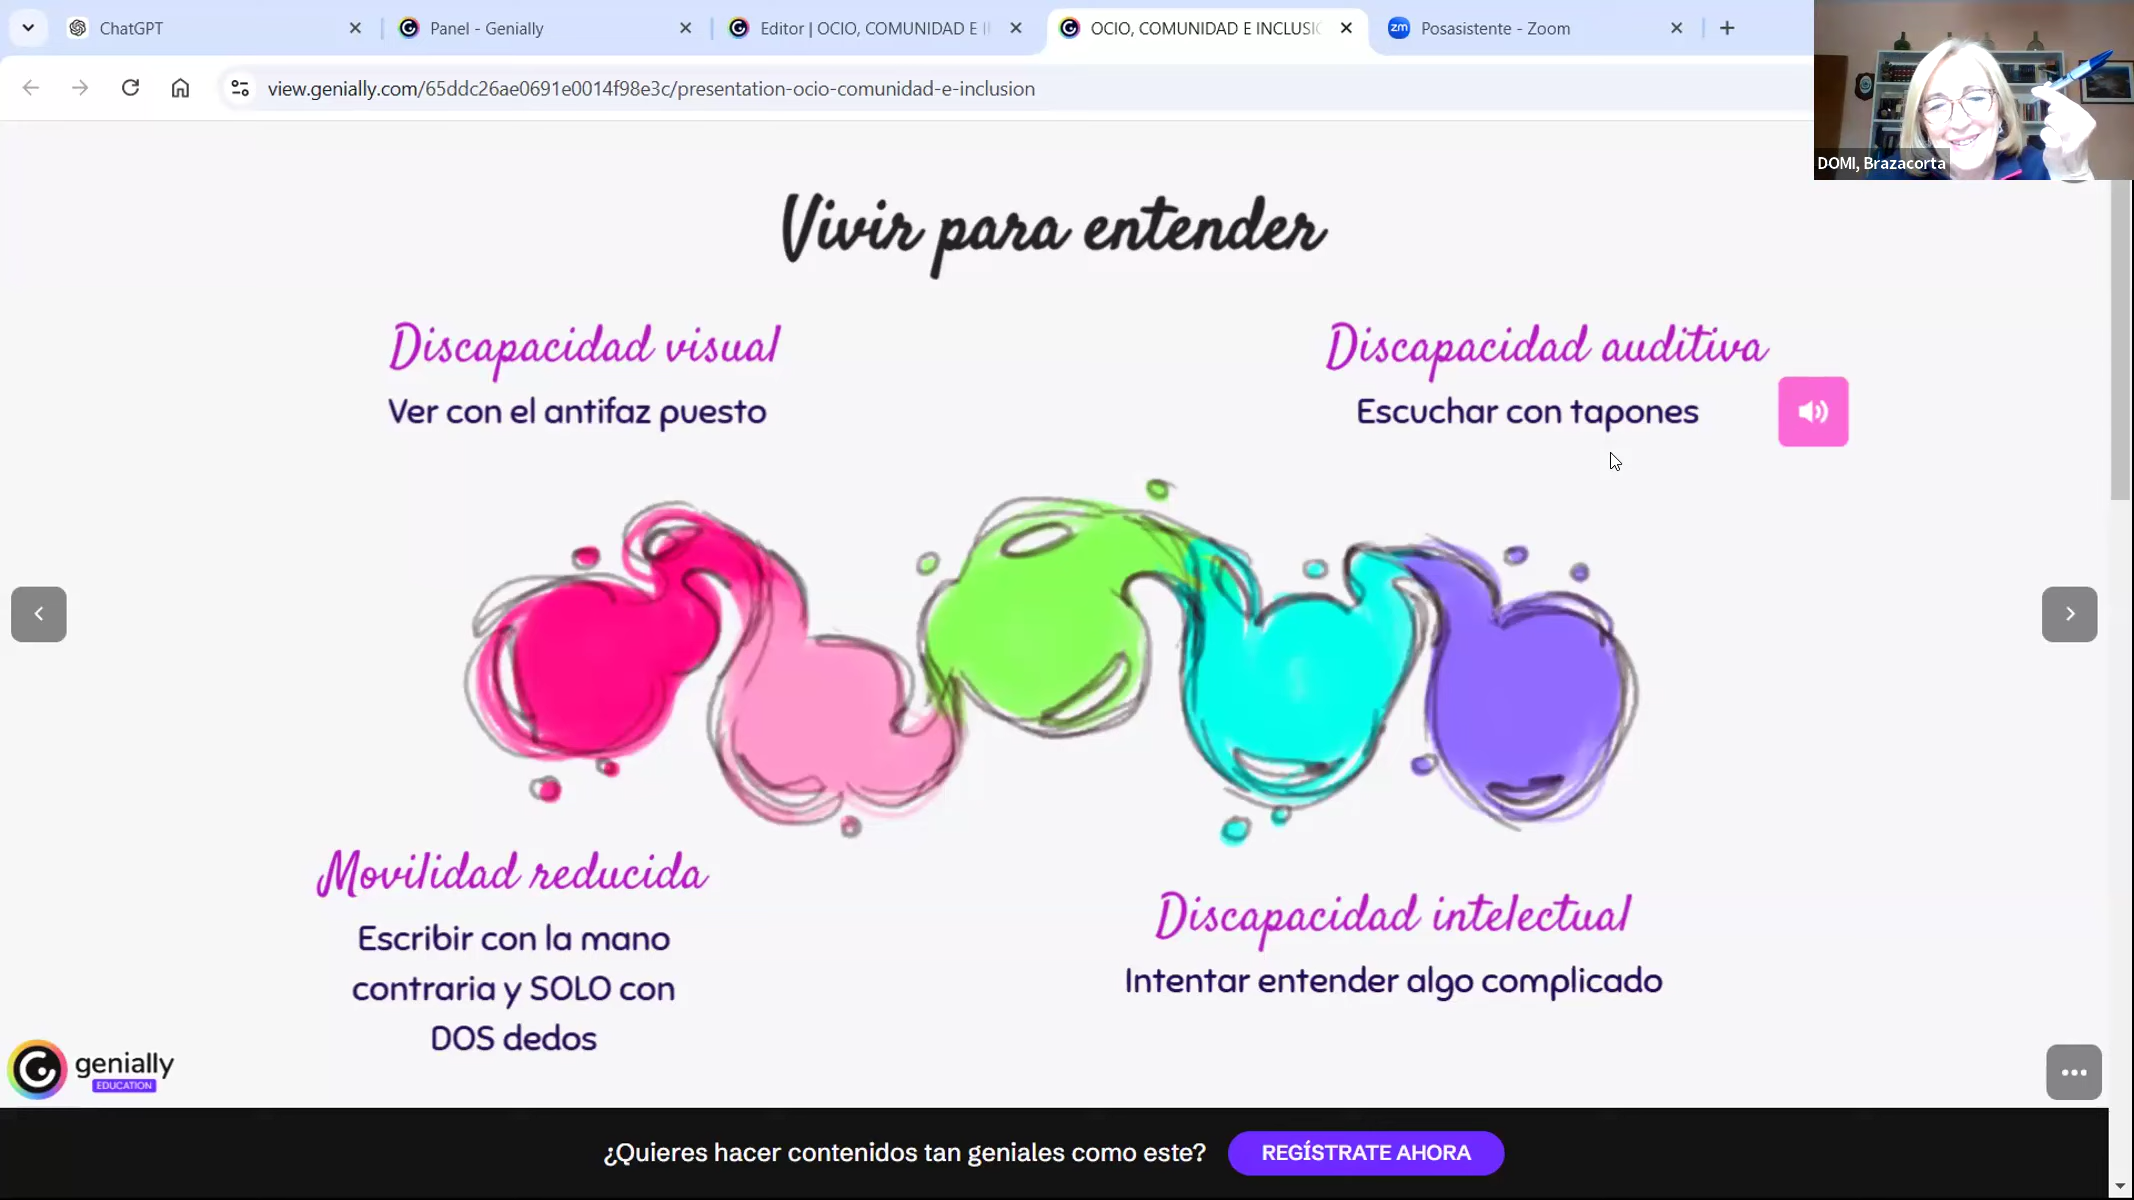 ChatGPT
Panel - Genially
Editor | OCIO, COMUNIDAD E I
OCIO, COMUNIDAD E INCLUSI
zm
Posasistente - Zoom
view.genially.com/65ddc26ae0691e0014f98e3c/presentation-ocio-comunidad-e-inclusion
DOMI, Brazacorta
Vivir para entender
Discapacidad visual
Ver con el antifaz puesto
Discapacidad auditiva
Escuchar con tapones
Movilidad reducida
Escribir con la mano
contraria y SOLO con
DOS dedos
Discapacidad intelectual
Intentar entender algo complicado
genially
EDUCATION
¿Quieres hacer contenidos tan geniales como este?
REGÍSTRATE AHORA